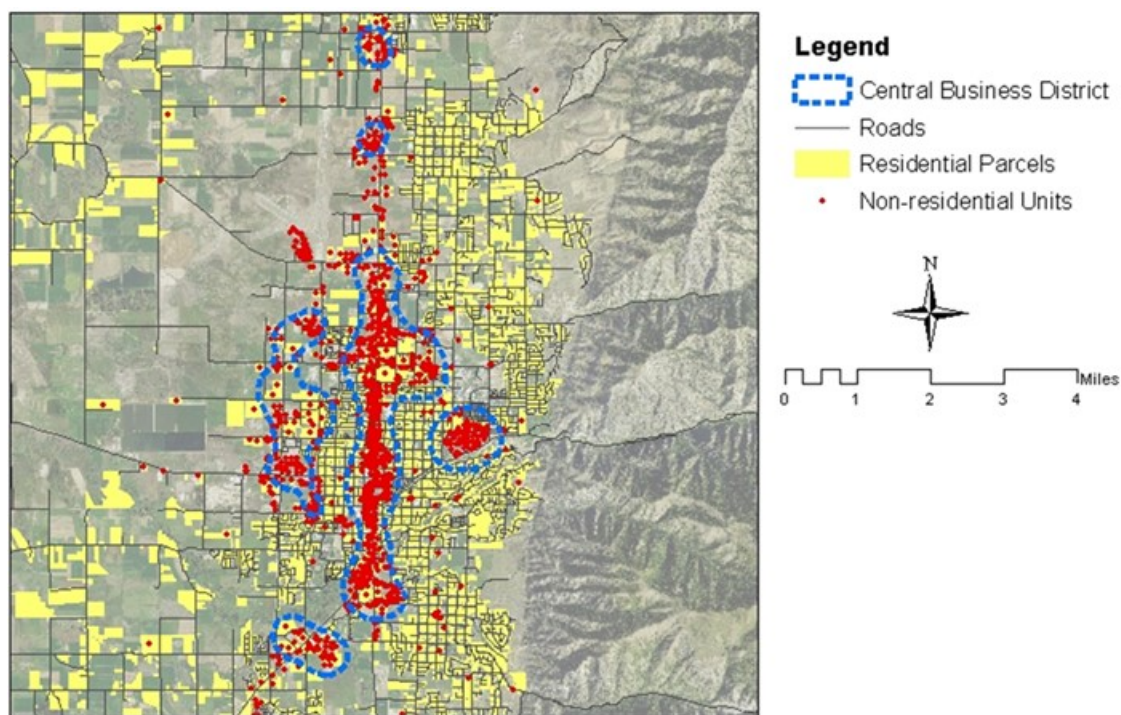 Legend
Central Business District
Roads
Residential Parcels
Non-residential Units
N
Miles
0 1 2 3 4